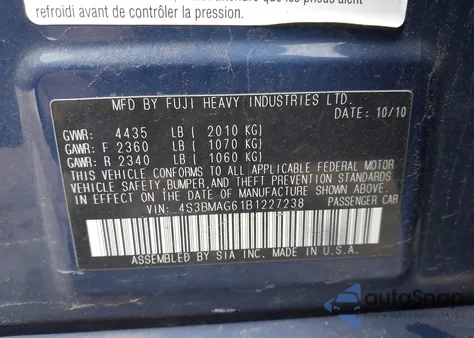 refroidi avant de contrôler la pression.
MFD BY FUJI HEAVY INDUSTRIES LTD.
DATE: 10/10
GVWR: 4435 LB ( 2010 KG)
GAWR: F 2360 LB ( 1070 KG)
GAWR: R 2340 LB ( 1060 KG)
THIS VEHICLE CONFORMS TO ALL APPLICABLE FEDERAL MOTOR
VEHICLE SAFETY, BUMPER, AND THEFT PREVENTION STANDARDS
IN EFFECT ON THE DATE OF MANUFACTURE SHOWN ABOVE.
VIN: 4S3BMAG61B1227238 PASSENGER CAR
ASSEMBLED BY SIA INC. MADE IN U.S.A.
autoSnap